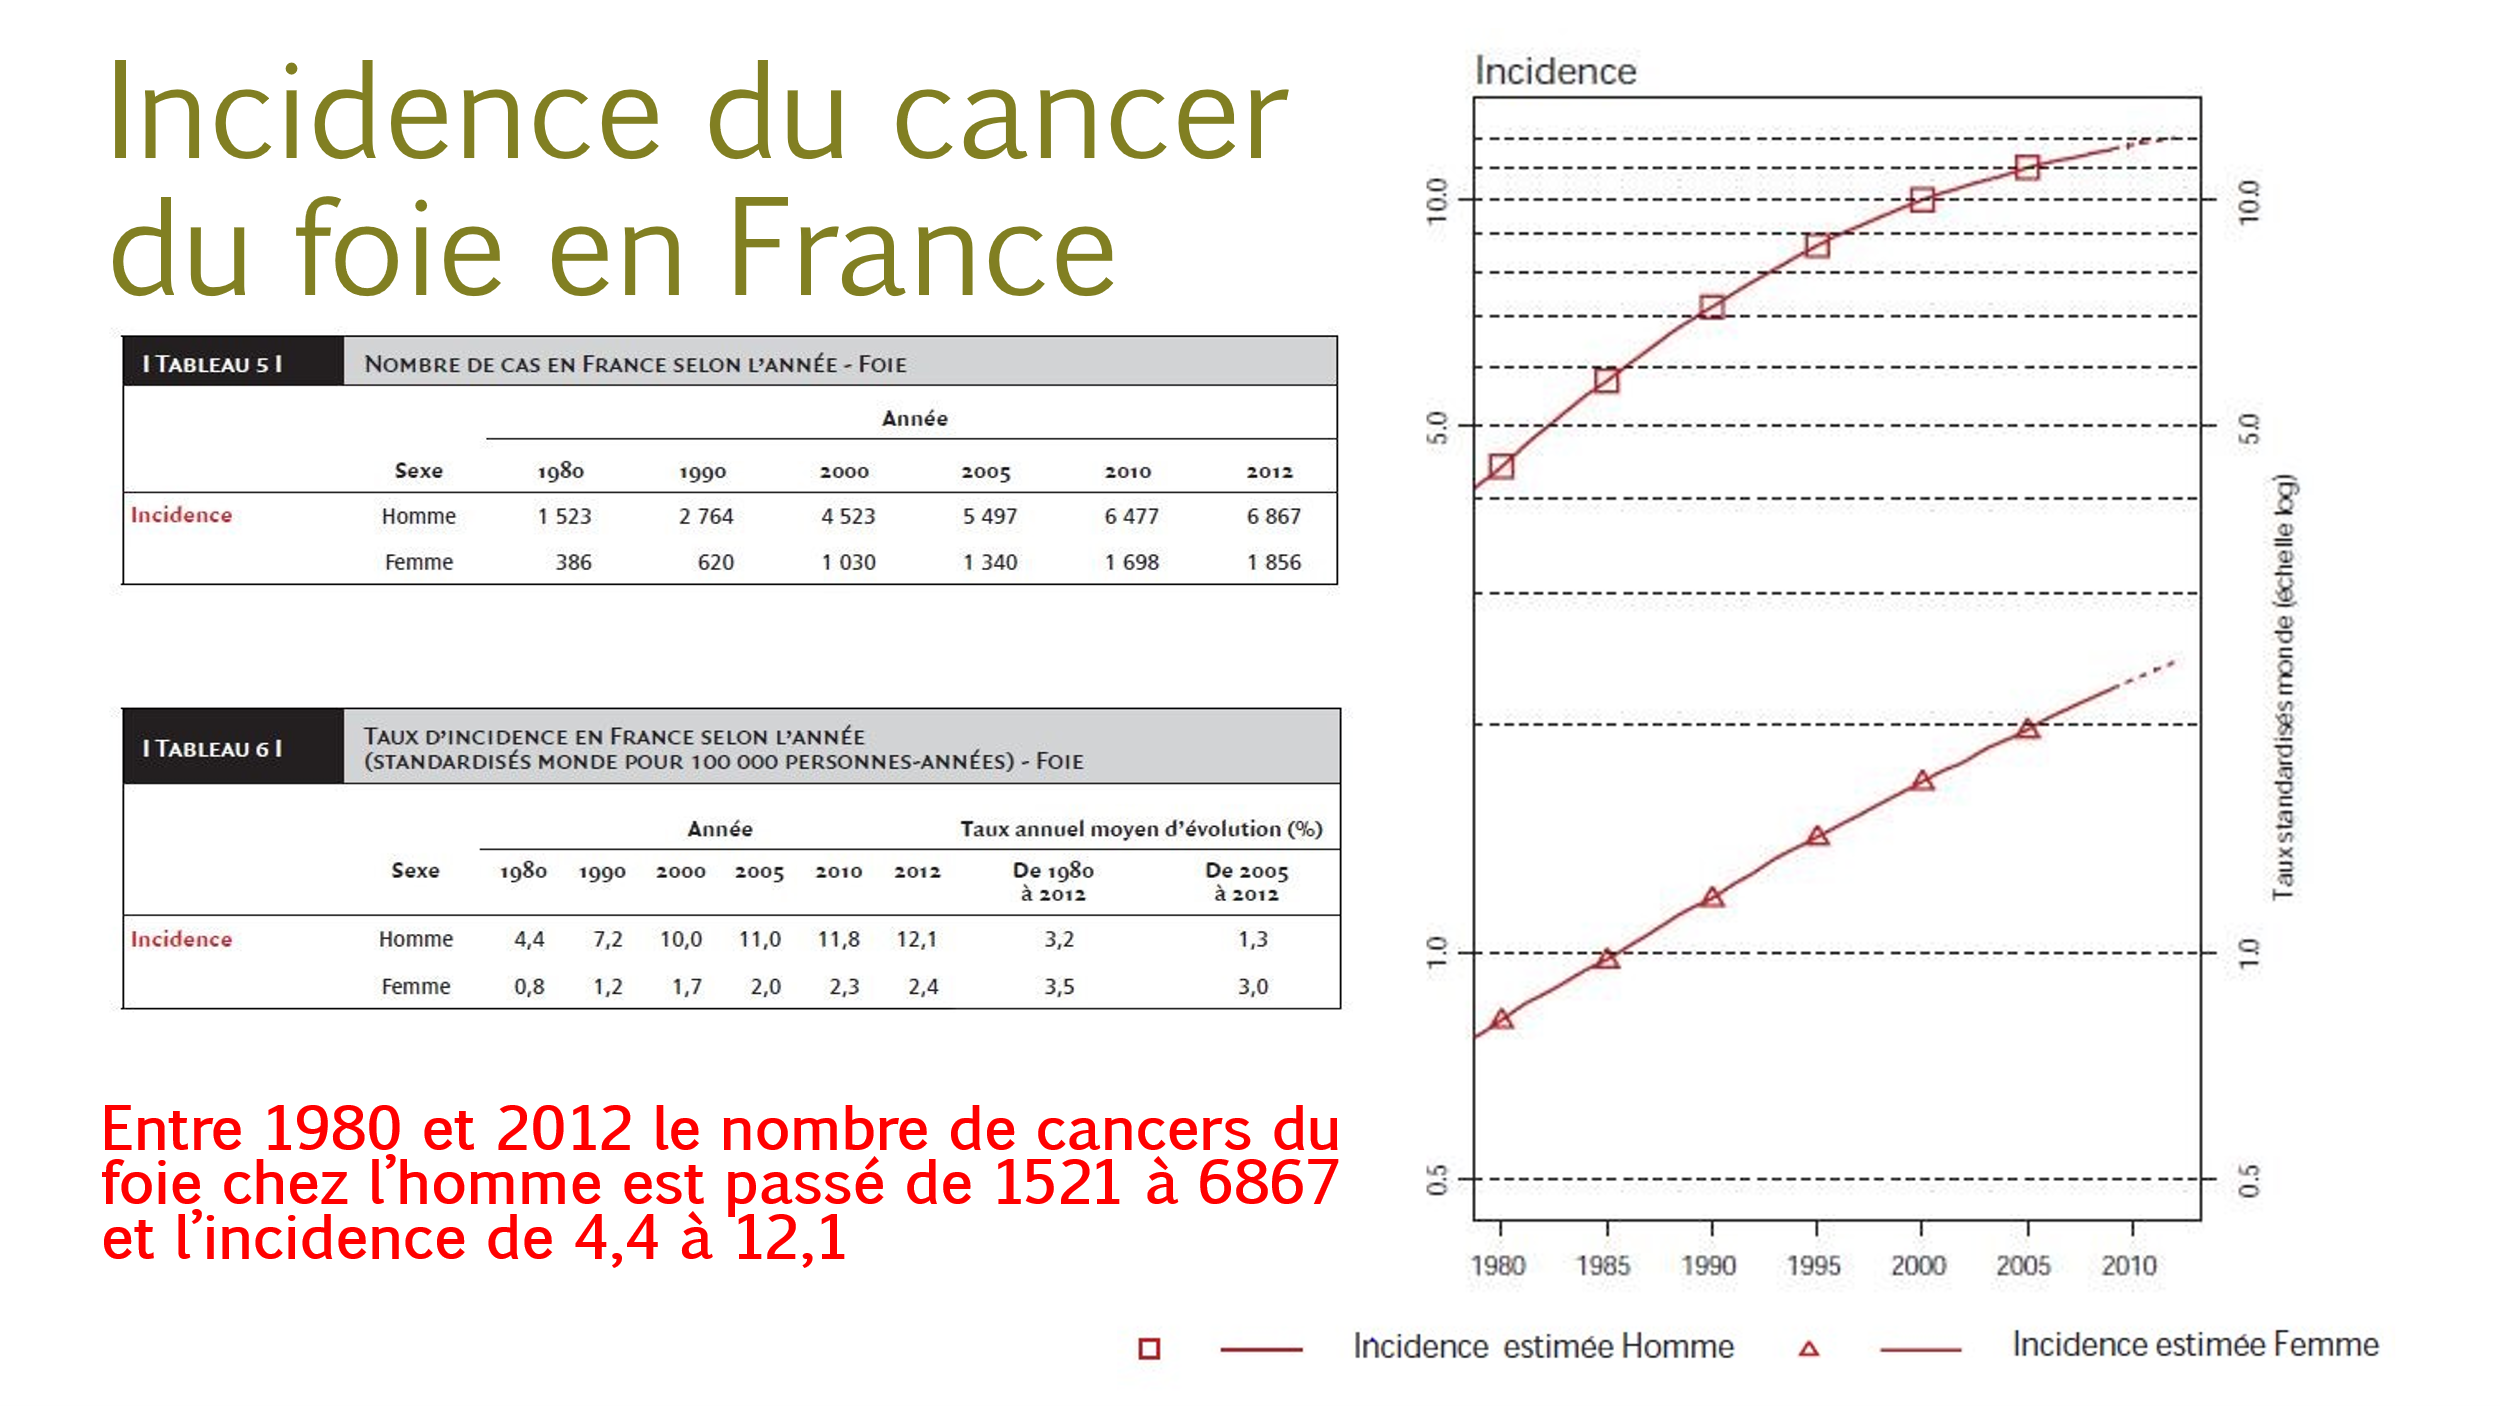 Incidence du cancer
du foie en France
I TABLEAU 5 I NOMBRE DE CAS EN FRANCE SELON L'ANNÉE - FOIE
Année
Sexe 1980 1990 2000 2005 2010 2012
Incidence Homme 1 523 2 764 4 523 5 497 6 477 6 867
Femme 386 620 1 030 1 340 1 698 1 856
I TABLEAU 6 I TAUX D'INCIDENCE EN FRANCE SELON L'ANNÉE
(STANDARDISÉS MONDE POUR 100 000 PERSONNES-ANNÉES) - FOIE
Année Taux annuel moyen d'évolution (%)
Sexe 1980 1990 2000 2005 2010 2012 De 1980 De 2005
à 2012 à 2012
Incidence Homme 4,4 7,2 10,0 11,0 11,8 12,1 3,2 1,3
Femme 0,8 1,2 1,7 2,0 2,3 2,4 3,5 3,0
Entre 1980 et 2012 le nombre de cancers du
foie chez l'homme est passé de 1521 à 6867
et l'incidence de 4,4 à 12,1
Incidence
10.0 10.0
5.0 5.0
1.0 1.0
0.5 0.5
Taux standardisés monde (échelle log)
1980 1985 1990 1995 2000 2005 2010
Incidence estimée Homme Incidence estimée Femme